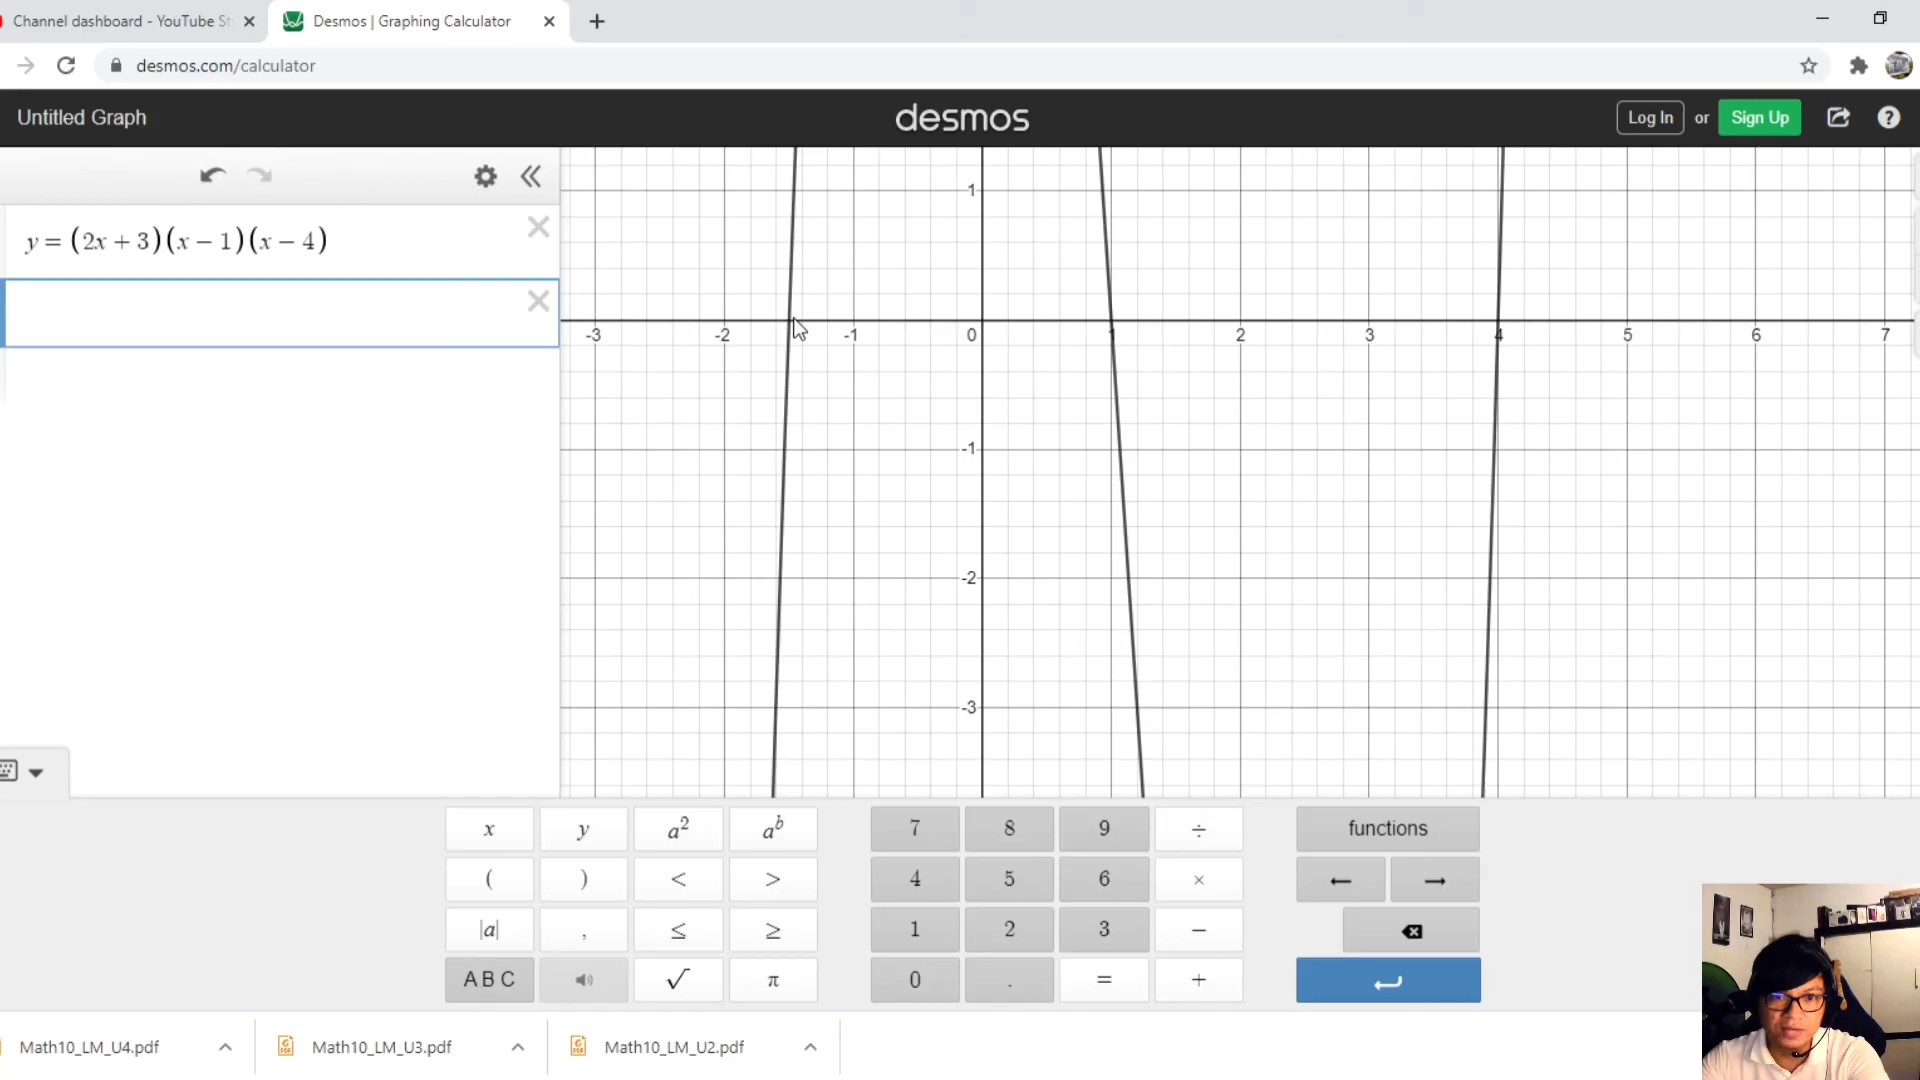 Channel dashboard - YouTube St
Desmos | Graphing Calculator
desmos.com/calculator
Untitled Graph
desmos
Log In or Sign Up
y = (2x + 3)(x − 1)(x − 4)
1
-3 -2 -1 0 1 2 3 4 5 6 7
-1
-2
-3
x y a² aᵇ 7 8 9 ÷ functions
( ) < > 4 5 6 × ← →
|a| , ≤ ≥ 1 2 3 −
A B C √ π 0 . = +
Math10_LM_U4.pdf Math10_LM_U3.pdf Math10_LM_U2.pdf